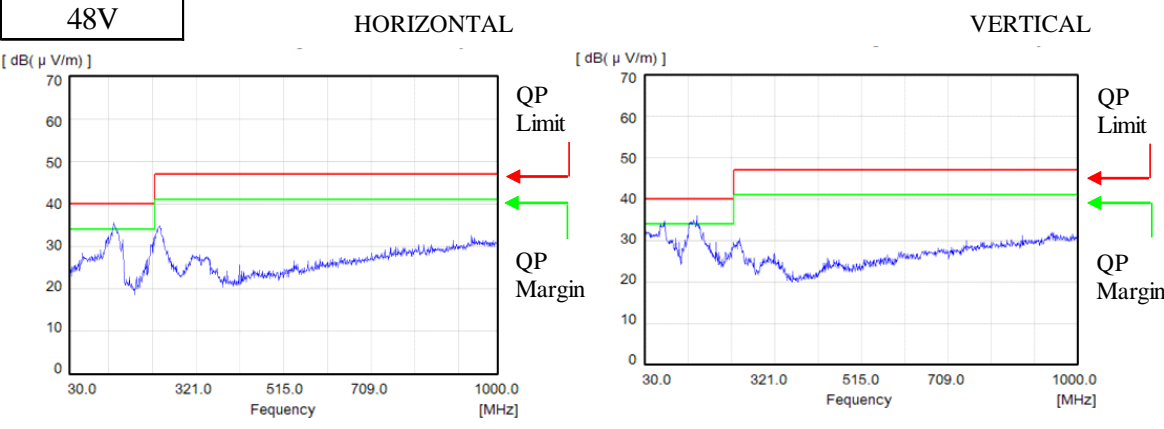 48V
HORIZONTAL
VERTICAL
[ dB( μ V/m) ]
70
60
50
40
30
20
10
0
30.0
321.0
515.0
709.0
1000.0
Fequency
[MHz]
QP
Limit
QP
Margin
[ dB( μ V/m) ]
70
60
50
40
30
20
10
0
30.0
321.0
515.0
709.0
1000.0
Fequency
[MHz]
QP
Limit
QP
Margin